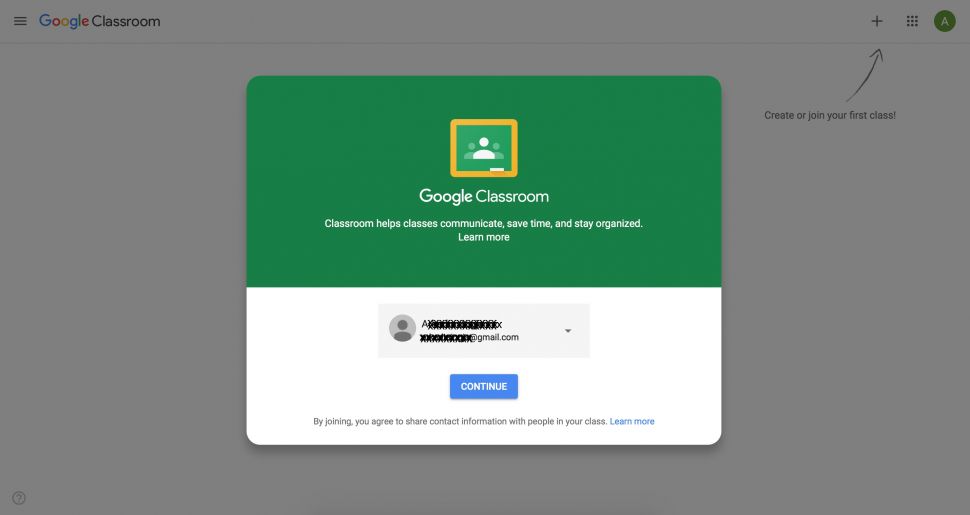 Google Classroom
A
Create or join your first class!
Google Classroom
Classroom helps classes communicate, save time, and stay organized.
Learn more
@gmail.com
CONTINUE
By joining, you agree to share contact information with people in your class. Learn more